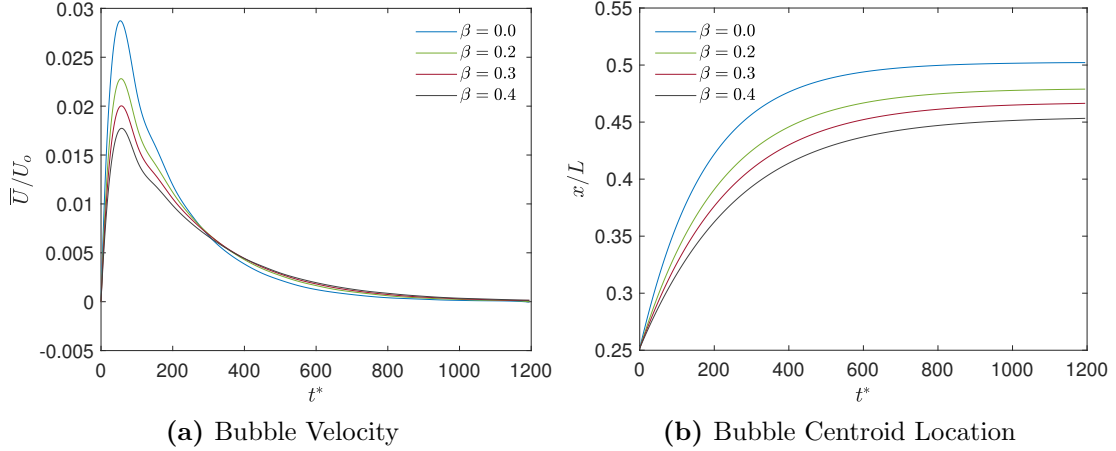 0.03
0.025
0.02
0.015
0.01
0.005
0
-0.005
U̅/U_o
0
200
400
600
800
1000
1200
t*
β = 0.0
β = 0.2
β = 0.3
β = 0.4
(a) Bubble Velocity
0.55
0.5
0.45
0.4
0.35
0.3
0.25
x/L
0
200
400
600
800
1000
1200
t*
β = 0.0
β = 0.2
β = 0.3
β = 0.4
(b) Bubble Centroid Location